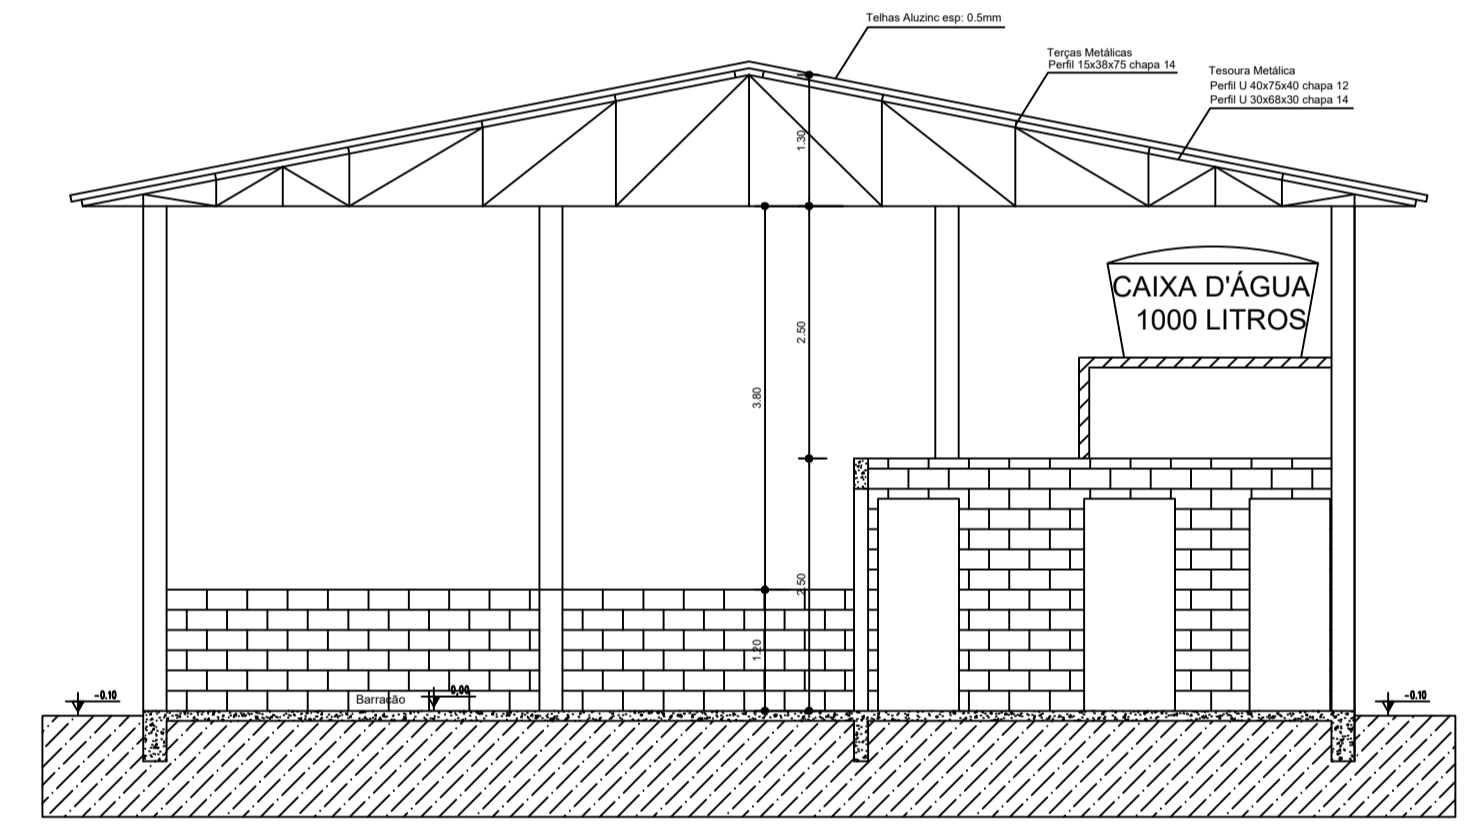 Telhas Aluzinc esp: 0.5mm
Terças Metálicas
Perfil 15x38x75 chapa 14
Tesoura Metálica
Perfil U 40x75x40 chapa 12
Perfil U 30x68x30 chapa 14
1.30
CAIXA D'ÁGUA
1000 LITROS
2.50
3.80
2.50
1.20
-0.10
Barracão
0,00
-0.10